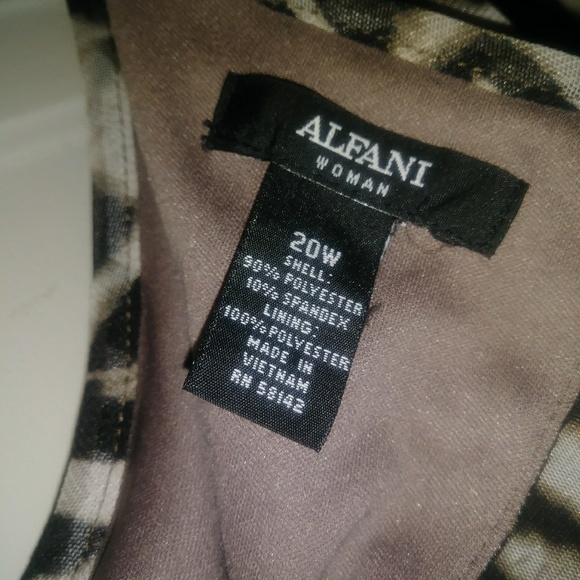 ALFANI
WOMAN
20W
SHELL:
90% POLYESTER
10% SPANDEX
LINING:
100% POLYESTER
MADE IN
VIETNAM
RN 58142